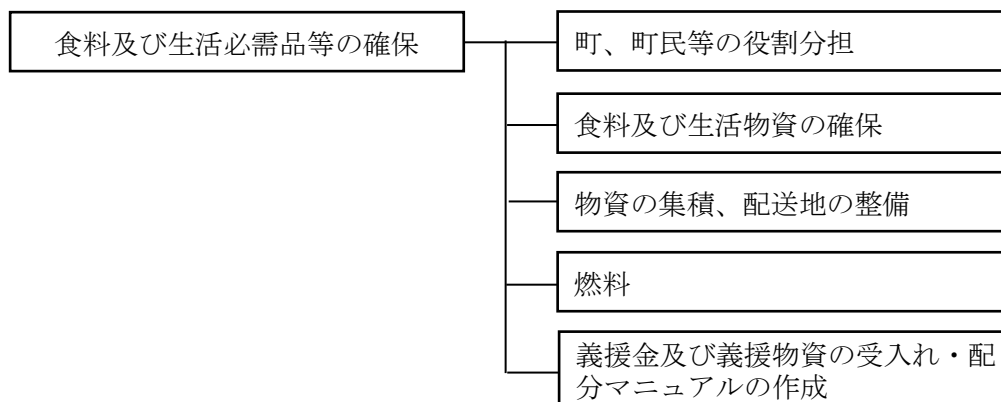 食料及び生活必需品等の確保
町、町民等の役割分担
食料及び生活物資の確保
物資の集積、配送地の整備
燃料
義援金及び義援物資の受入れ・配
分マニュアルの作成